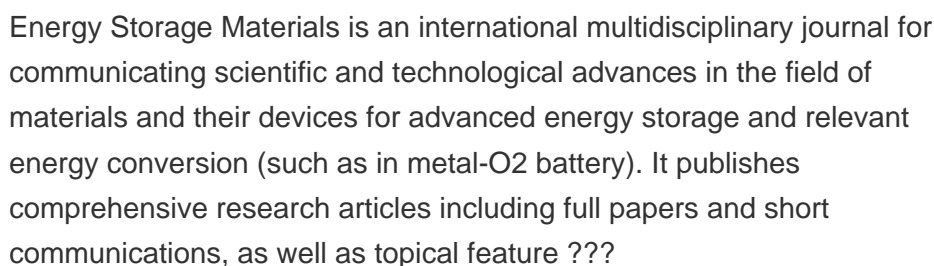 Energy Storage Materials is an international multidisciplinary journal for
communicating scientific and technological advances in the field of
materials and their devices for advanced energy storage and relevant
energy conversion (such as in metal-O2 battery). It publishes
comprehensive research articles including full papers and short
communications, as well as topical feature ???